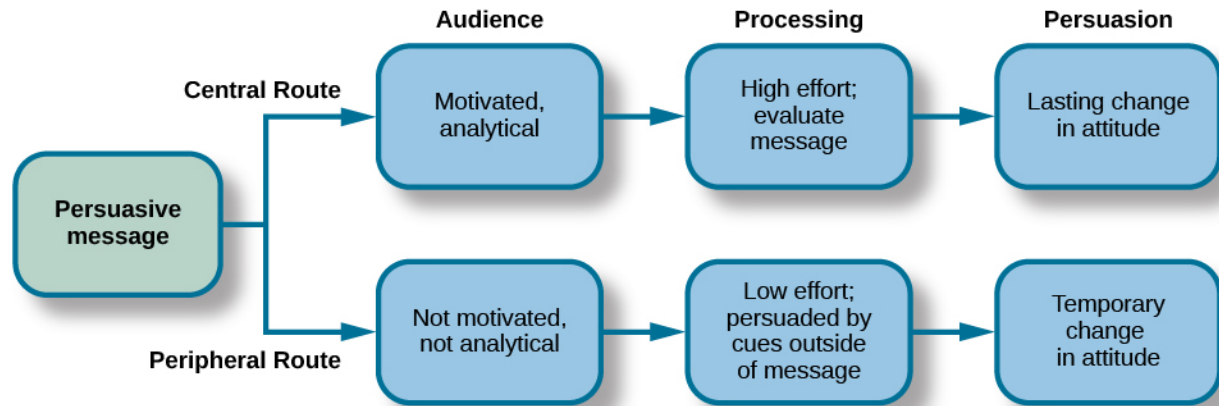 Audience
Processing
Persuasion
Central Route
Motivated,
analytical
High effort;
evaluate
message
Lasting change
in attitude
Persuasive
message
Peripheral Route
Not motivated,
not analytical
Low effort;
persuaded by
cues outside
of message
Temporary
change
in attitude